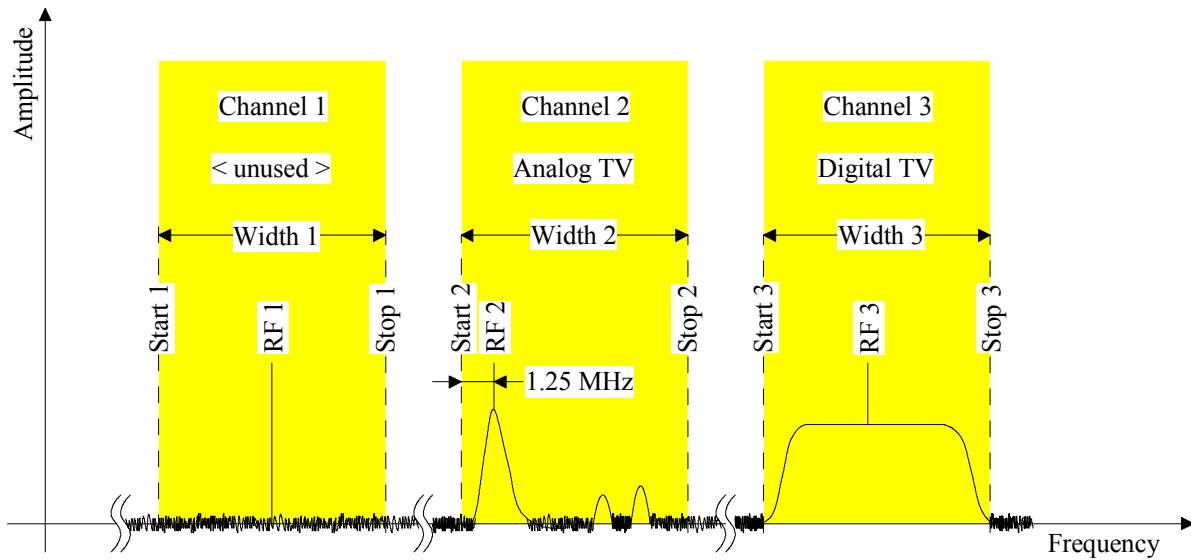 Amplitude
Channel 1
Channel 2
Channel 3
< unused >
Analog TV
Digital TV
Width 1
Width 2
Width 3
Start 1
RF 1
Stop 1
Start 2
RF 2
Stop 2
Start 3
RF 3
Stop 3
1.25 MHz
Frequency